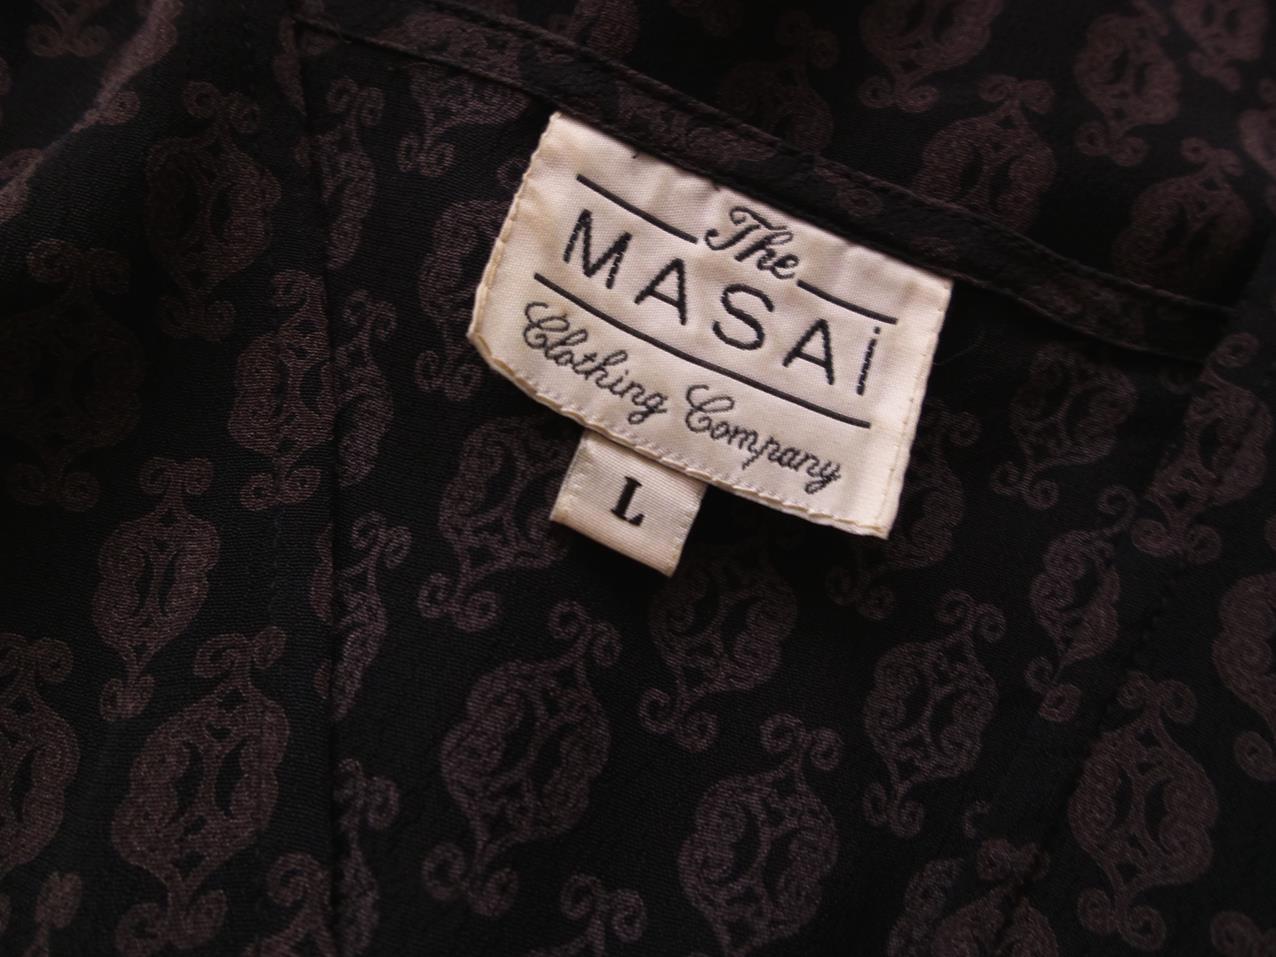 The
MASAi
Clothing Company
L